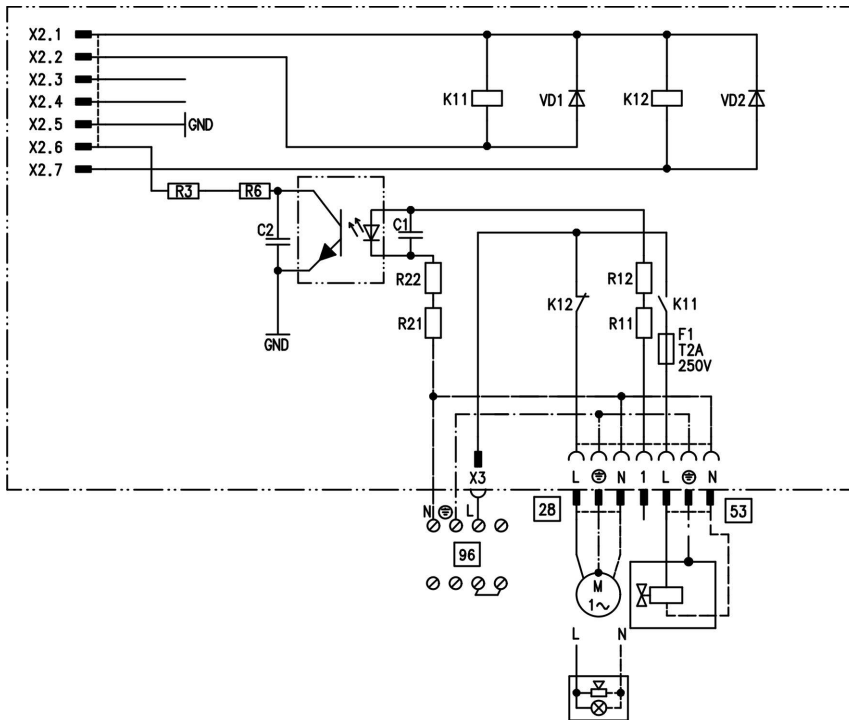 X2.1
X2.2
X2.3
X2.4
X2.5
X2.6
X2.7
K11
VD1
K12
VD2
GND
R3
R6
C2
C1
R22
R21
GND
K12
R12
R11
K11
F1
T2A
250V
X3
L
N
1
L
N
N
L
28
53
96
M
1~
L
N